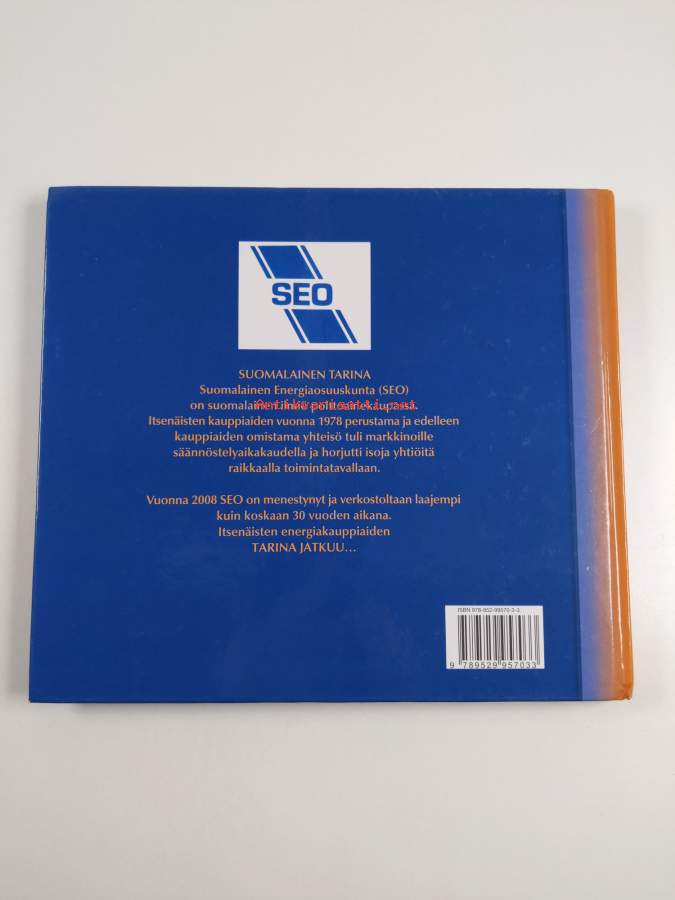 SEO
SUOMALAINEN TARINA
Suomalainen Energiaosuuskunta (SEO)
on suomalainen
Itsenäisten kauppiaiden vuonna 1978 perustama ja edelleen
kauppiaiden omistama yhteisö tuli markkinoille
säännöstelyaikakaudella ja horjutti isoja yhtiöitä
raikkaalla toimintatavallaan.
Vuonna 2008 SEO on menestynyt ja verkostoltaan laajempi
kuin koskaan 30 vuoden aikana.
Itsenäisten energiakauppiaiden
TARINA JATKUU...
9 789529 957033